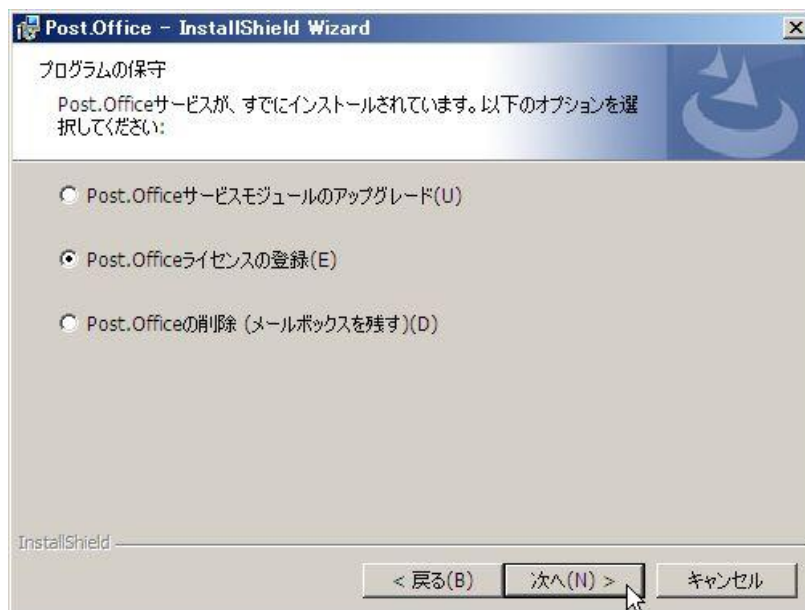 Post.Office - InstallShield Wizard
プログラムの保守
Post.Officeサービスが、すでにインストールされています。以下のオプションを選
択してください:
Post.Officeサービスモジュールのアップグレード(U)
Post.Officeライセンスの登録(E)
Post.Officeの削除 (メールボックスを残す)(D)
InstallShield
< 戻る(B)
次へ(N) >
キャンセル